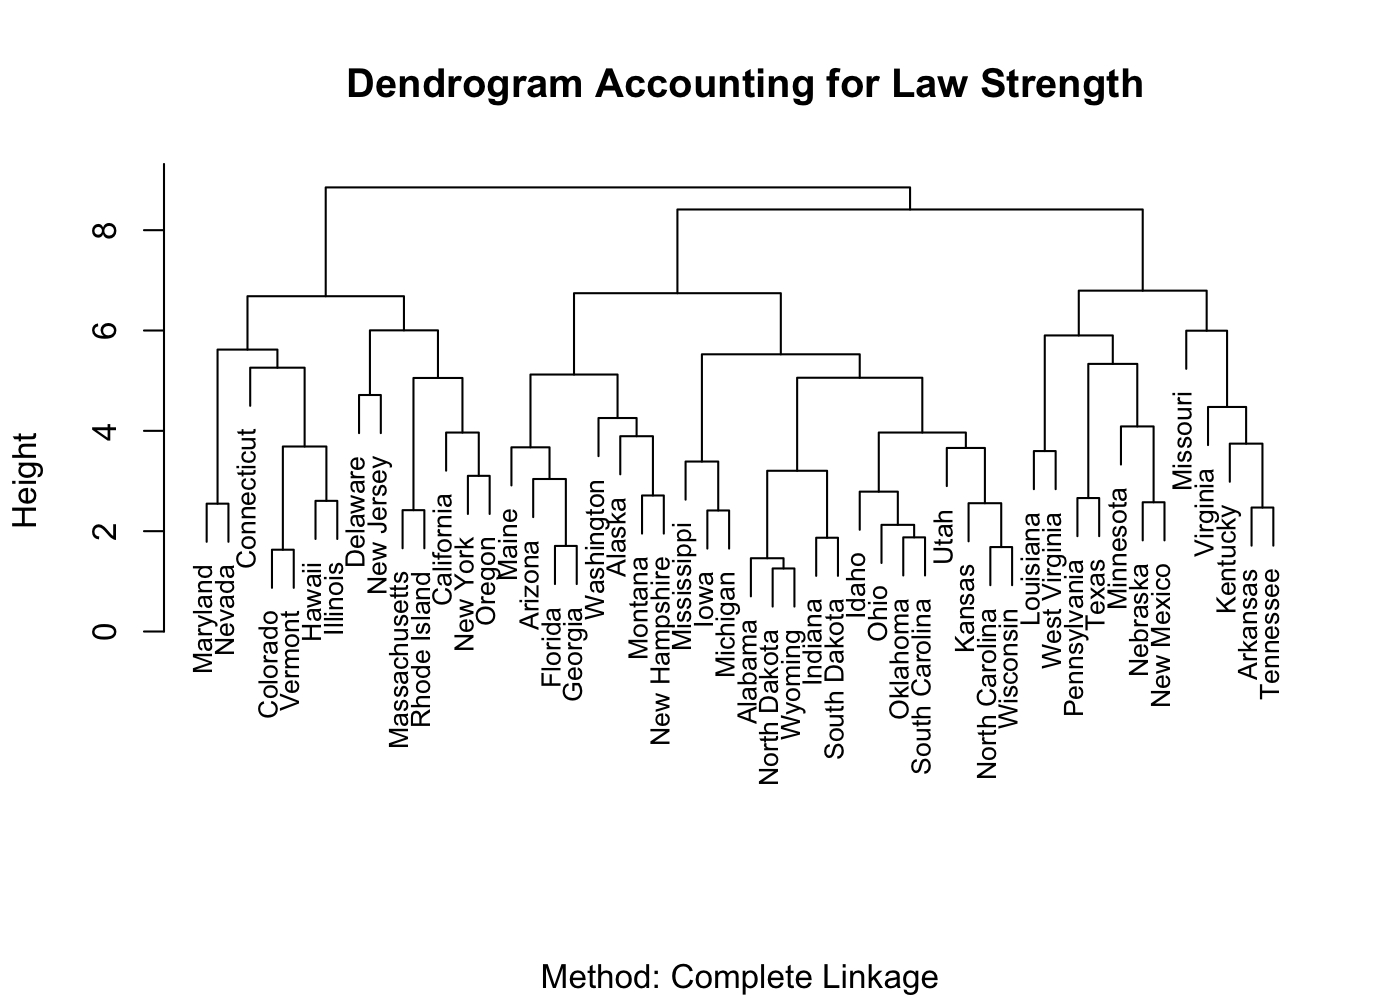 Dendrogram Accounting for Law Strength
Height
8
6
4
2
0
Maryland
Nevada
Connecticut
Colorado
Vermont
Hawaii
Illinois
Delaware
New Jersey
Massachusetts
Rhode Island
California
New York
Oregon
Maine
Arizona
Florida
Georgia
Washington
Alaska
Montana
New Hampshire
Mississippi
Iowa
Michigan
Alabama
North Dakota
Wyoming
Indiana
South Dakota
Idaho
Ohio
Oklahoma
South Carolina
Utah
Kansas
North Carolina
Wisconsin
Louisiana
West Virginia
Pennsylvania
Texas
Minnesota
Nebraska
New Mexico
Missouri
Virginia
Kentucky
Arkansas
Tennessee
Method: Complete Linkage